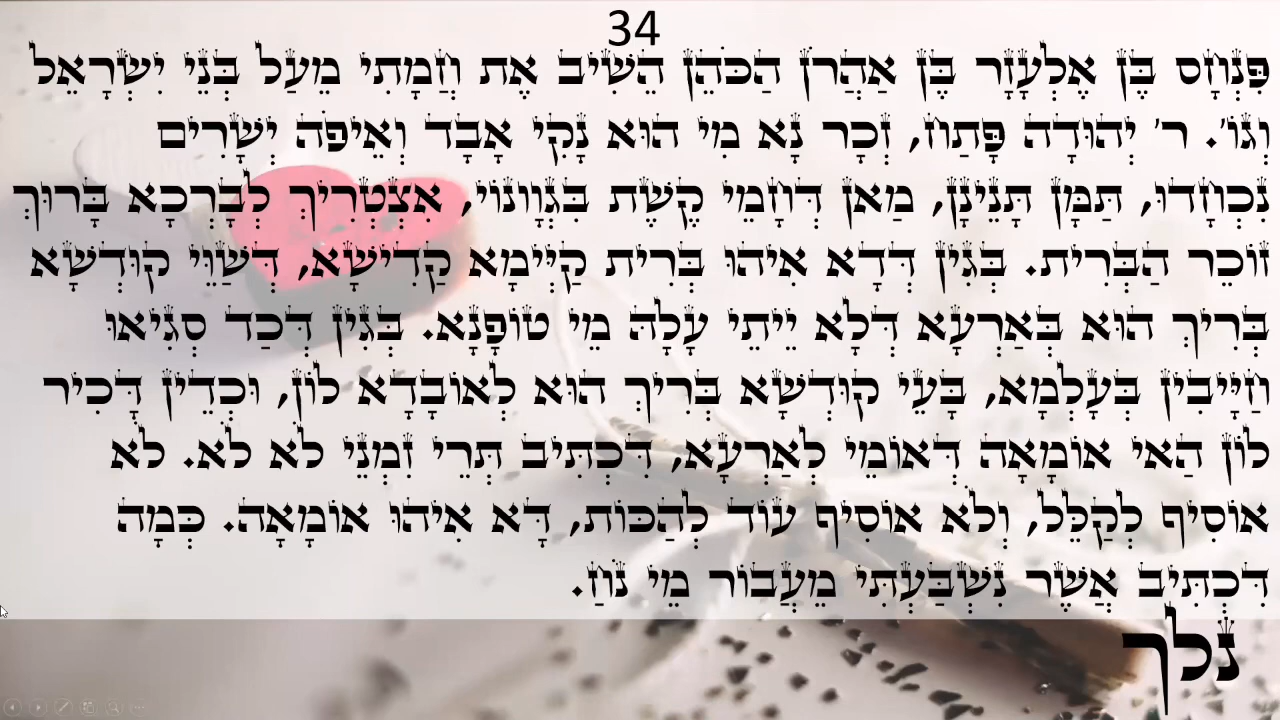 34
פִּנְחָס בֶּן אֶלְעָזָר בֶּן אַהֲרֹן הַכֹּהֵן הֵשִׁיב אֶת חֲמָתִי מֵעַל בְּנֵי יִשְׂרָאֵל
וְגוֹ'. ר' יְהוּדָה פָּתַח, זְכָר נָא מִי הוּא נָקִי אָבָד וְאֵיפֹה יְשָׁרִים
נִכְחָדוּ, תַּמָּן תָּנֵינָן, מַאן דְּחָמֵי קֶשֶׁת בִּגְוָונוֹי, אִצְטְרִיךְ לְבָרְכָא בָּרוּךְ
זוֹכֵר הַבְּרִית. בְּגִין דְּדָא אִיהוּ בְּרִית קַיְּימָא קַדִּישָׁא, דְּשַׁוֵּי קוּדְשָׁא
בְּרִיךְ הוּא בְּאַרְעָא דְּלָא יֵיתֵי עָלָהּ מֵי טוֹפָנָא. בְּגִין דְּכַד סְגִיאוּ
חַיָּיבִין בְּעָלְמָא, בָּעֵי קוּדְשָׁא בְּרִיךְ הוּא לְאוֹבָדָא לוֹן, וּכְדֵין דָּכִיר
לוֹן הַאי אוֹמָאָה דְּאוֹמֵי לְאַרְעָא, דִּכְתִּיב תְּרֵי זִמְנֵי לֹא לֹא. לֹא
אוֹסִיף לְקַלֵּל, וְלֹא אוֹסִיף עוֹד לְהַכּוֹת, דָּא אִיהוּ אוֹמָאָה. כְּמָה
דִּכְתִּיב אֲשֶׁר נִשְׁבַּעְתִּי מֵעֲבוֹר מֵי נֹחַ.
נלך